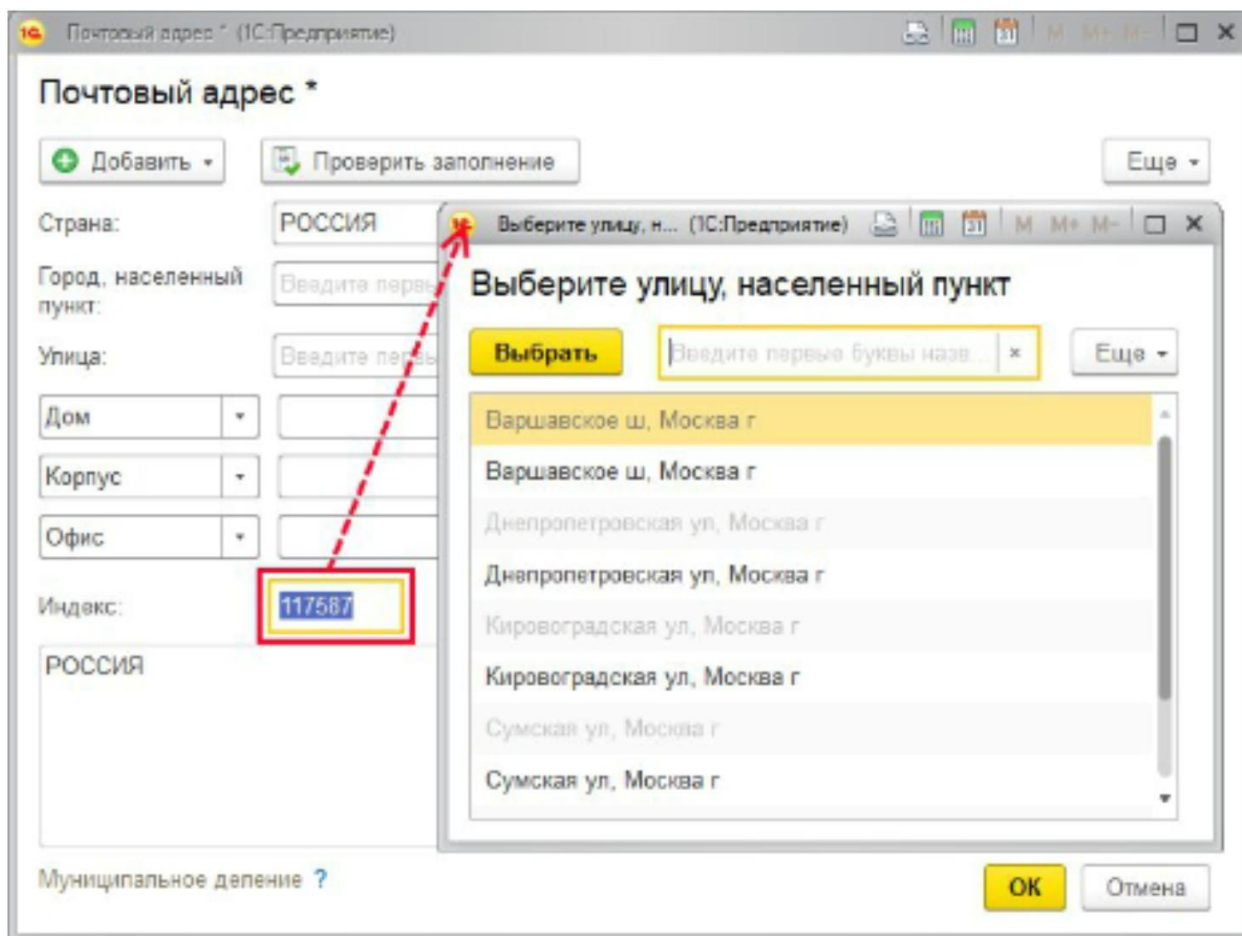 Почтовый адрес * (1С:Предприятие)
M M+ M-
Почтовый адрес *
Добавить
Проверить заполнение
Еще
Страна:
РОССИЯ
Город, населенный
пункт:
Введите первы
Улица:
Введите первы
Дом
Корпус
Офис
Индекс:
117587
РОССИЯ
Муниципальное деление ?
Выберите улицу, н... (1С:Предприятие)
31
M M+ M-
Выберите улицу, населенный пункт
Выбрать
Введите первые буквы назв...
Еще
Варшавское ш, Москва г
Варшавское ш, Москва г
Днепропетровская ул, Москва г
Днепропетровская ул, Москва г
Кировоградская ул, Москва г
Кировоградская ул, Москва г
Сумская ул, Москва г
Сумская ул, Москва г
ОК
Отмена